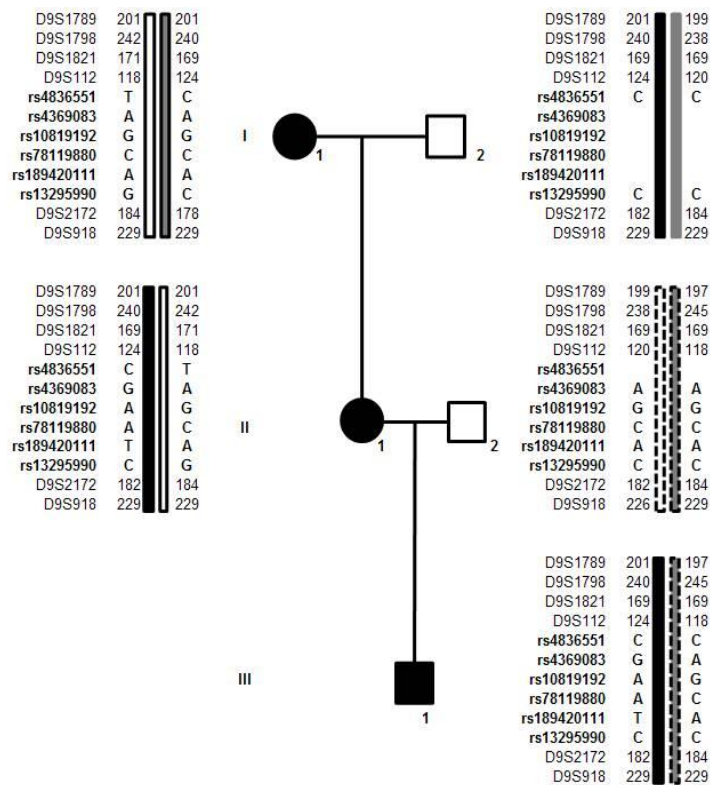 D9S1789 201 201
D9S1798 242 240
D9S1821 171 169
D9S112 118 124
rs4836551 T C
rs4369083 A A
rs10819192 G G
rs78119880 C C
rs189420111 A A
rs13295990 G C
D9S2172 184 178
D9S918 229 229
I
1
2
D9S1789 201 199
D9S1798 240 238
D9S1821 169 169
D9S112 124 120
rs4836551 C C
rs4369083
rs10819192
rs78119880
rs189420111
rs13295990 C C
D9S2172 182 184
D9S918 229 229
D9S1789 201 201
D9S1798 240 242
D9S1821 169 171
D9S112 124 118
rs4836551 C T
rs4369083 G A
rs10819192 A G
rs78119880 A C
rs189420111 T A
rs13295990 C G
D9S2172 182 184
D9S918 229 229
II
1
2
D9S1789 199 197
D9S1798 238 245
D9S1821 169 169
D9S112 120 118
rs4836551
rs4369083 A A
rs10819192 G G
rs78119880 C C
rs189420111 A A
rs13295990 C C
D9S2172 182 184
D9S918 226 229
III
1
D9S1789 201 197
D9S1798 240 245
D9S1821 169 169
D9S112 124 118
rs4836551 C C
rs4369083 G A
rs10819192 A G
rs78119880 A C
rs189420111 T A
rs13295990 C C
D9S2172 182 184
D9S918 229 229